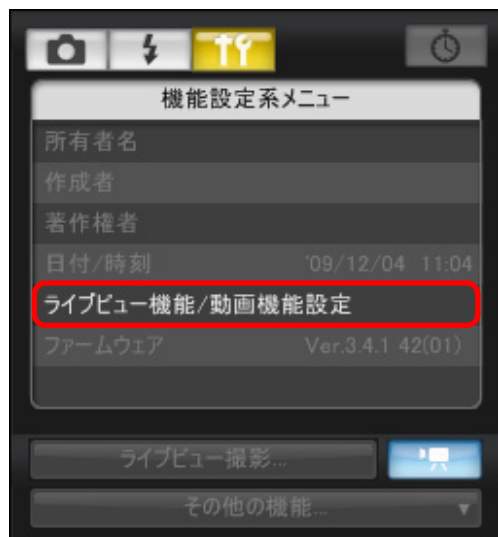 機能設定系メニュー
所有者名
作成者
著作権者
日付/時刻 '09/12/04 11:04
ライブビュー機能/動画機能設定
ファームウェア Ver.3.4.1 42(01)
ライブビュー撮影...
その他の機能...